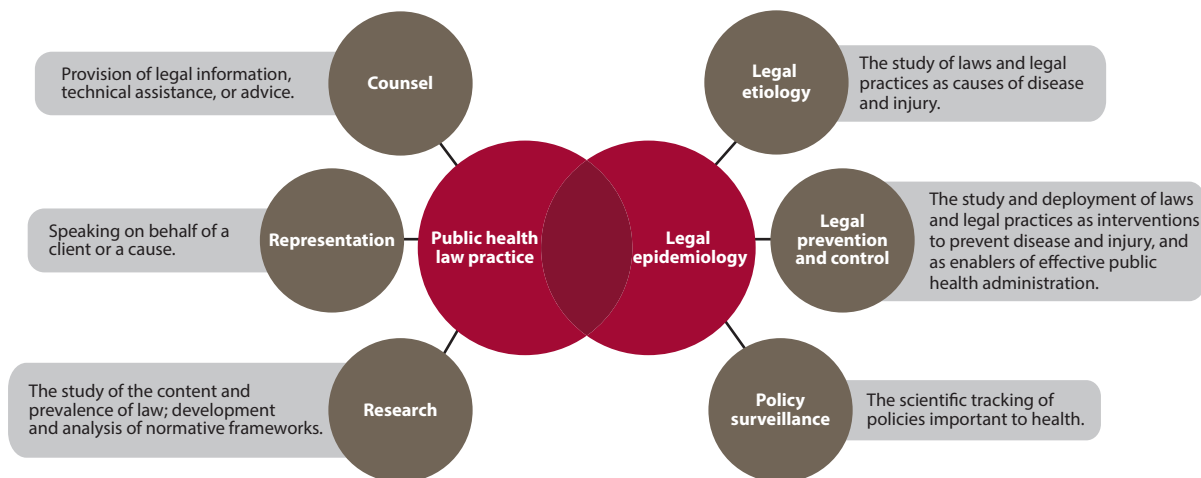 Provision of legal information,
technical assistance, or advice.
Counsel
Speaking on behalf of a
client or a cause.
Representation
The study of the content and
prevalence of law; development
and analysis of normative frameworks.
Research
Public health
law practice
Legal
epidemiology
Legal
etiology
The study of laws and legal
practices as causes of disease
and injury.
Legal
prevention
and control
The study and deployment of laws
and legal practices as interventions
to prevent disease and injury, and
as enablers of effective public
health administration.
Policy
surveillance
The scientific tracking of
policies important to health.